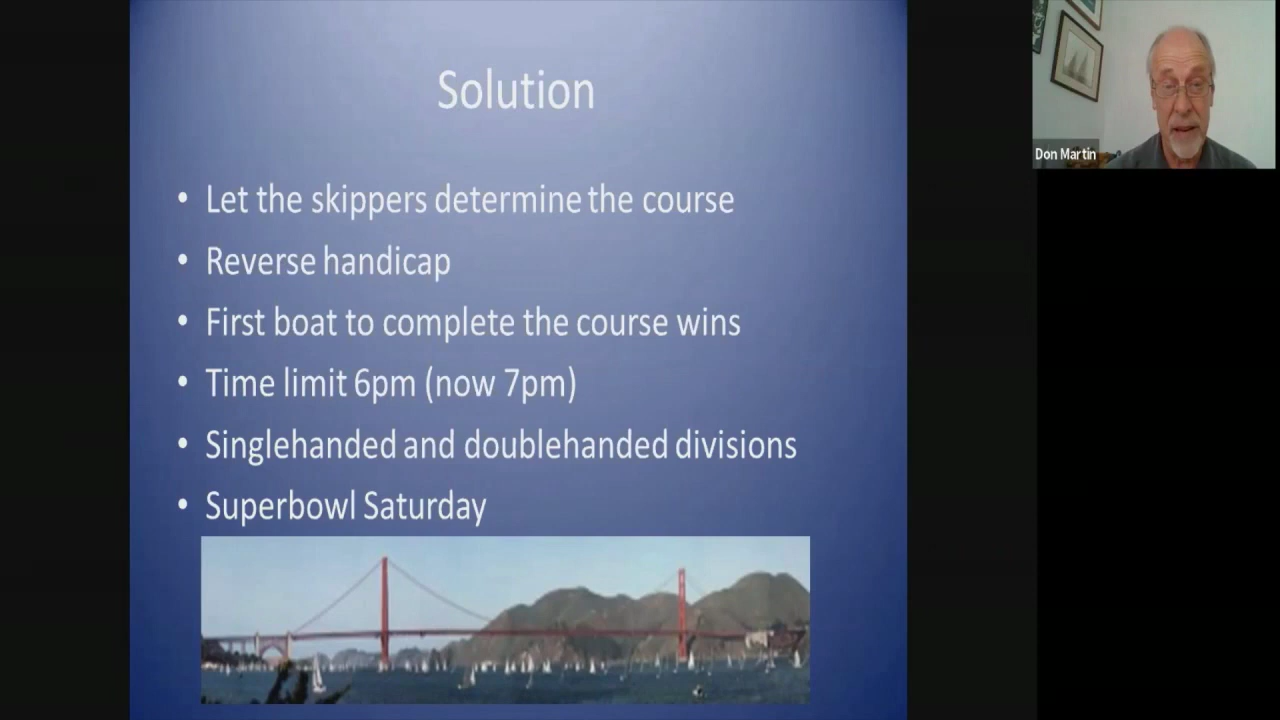 Solution
• Let the skippers determine the course
• Reverse handicap
• First boat to complete the course wins
• Time limit 6pm (now 7pm)
• Singlehanded and doublehanded divisions
• Superbowl Saturday
Don Martin